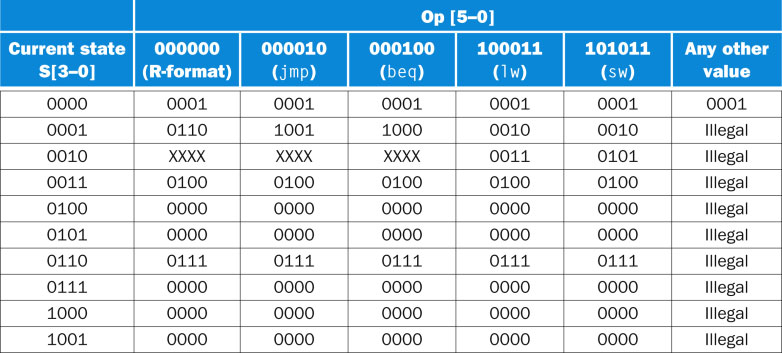 Op [5–0]
Current state S[3–0] 000000 (R-format) 000010 (jmp) 000100 (beq) 100011 (lw) 101011 (sw) Any other value
0000 0001 0001 0001 0001 0001 0001
0001 0110 1001 1000 0010 0010 Illegal
0010 XXXX XXXX XXXX 0011 0101 Illegal
0011 0100 0100 0100 0100 0100 Illegal
0100 0000 0000 0000 0000 0000 Illegal
0101 0000 0000 0000 0000 0000 Illegal
0110 0111 0111 0111 0111 0111 Illegal
0111 0000 0000 0000 0000 0000 Illegal
1000 0000 0000 0000 0000 0000 Illegal
1001 0000 0000 0000 0000 0000 Illegal